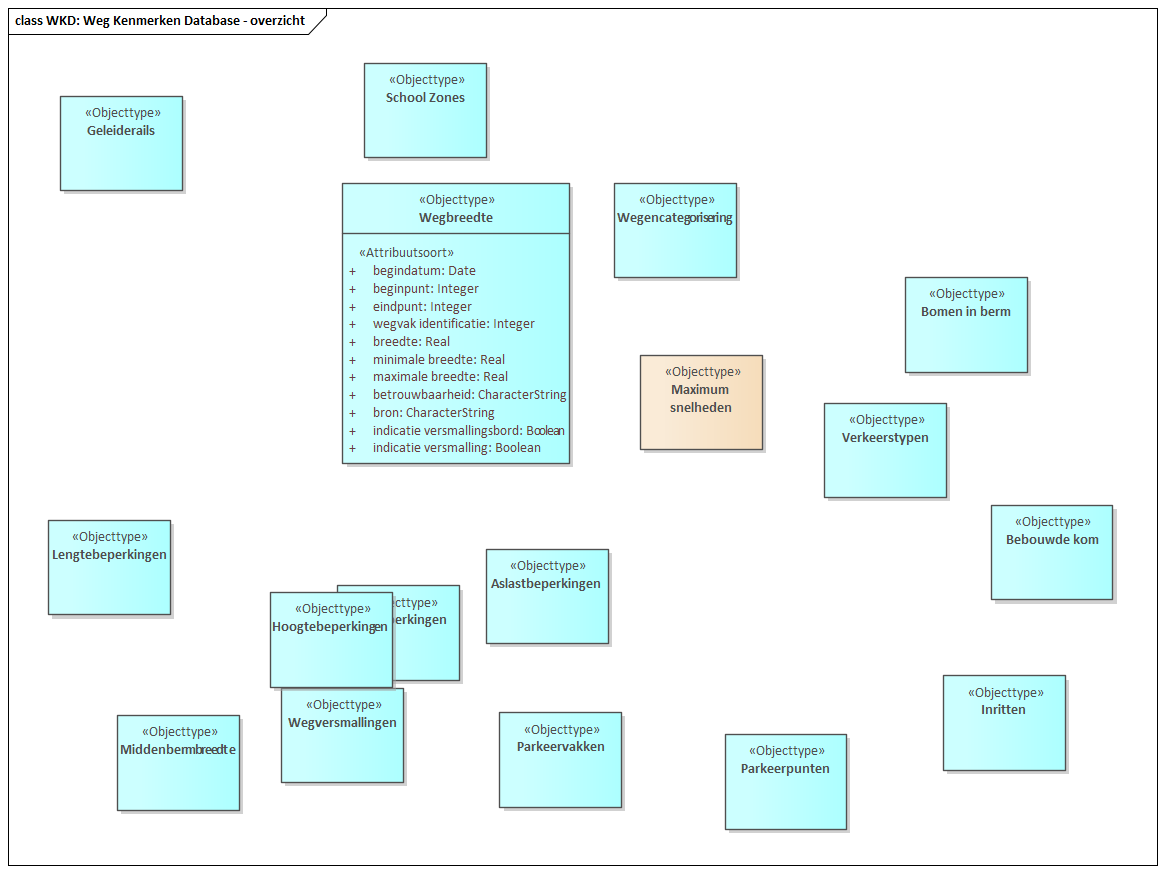 class WKD: Weg Kenmerken Database - overzicht
«Objecttype»
School Zones
«Objecttype»
Geleiderails
«Objecttype»
Wegbreedte
«Attribuutsoort»
+ begindatum: Date
+ beginpunt: Integer
+ eindpunt: Integer
+ wegvak identificatie: Integer
+ breedte: Real
+ minimale breedte: Real
+ maximale breedte: Real
+ betrouwbaarheid: CharacterString
+ bron: CharacterString
+ indicatie versmallingsbord: Boolean
+ indicatie versmalling: Boolean
«Objecttype»
Wegencategorisering
«Objecttype»
Bomen in berm
«Objecttype»
Maximum
snelheden
«Objecttype»
Verkeerstypen
«Objecttype»
Bebouwde kom
«Objecttype»
Lengtebeperkingen
«Objecttype»
Aslastbeperkingen
«Objecttype»
Hoogtebeperkingen
«Objecttype»
Wegversmallingen
«Objecttype»
Middenbermbreedte
«Objecttype»
Parkeervakken
«Objecttype»
Parkeerpunten
«Objecttype»
Inritten